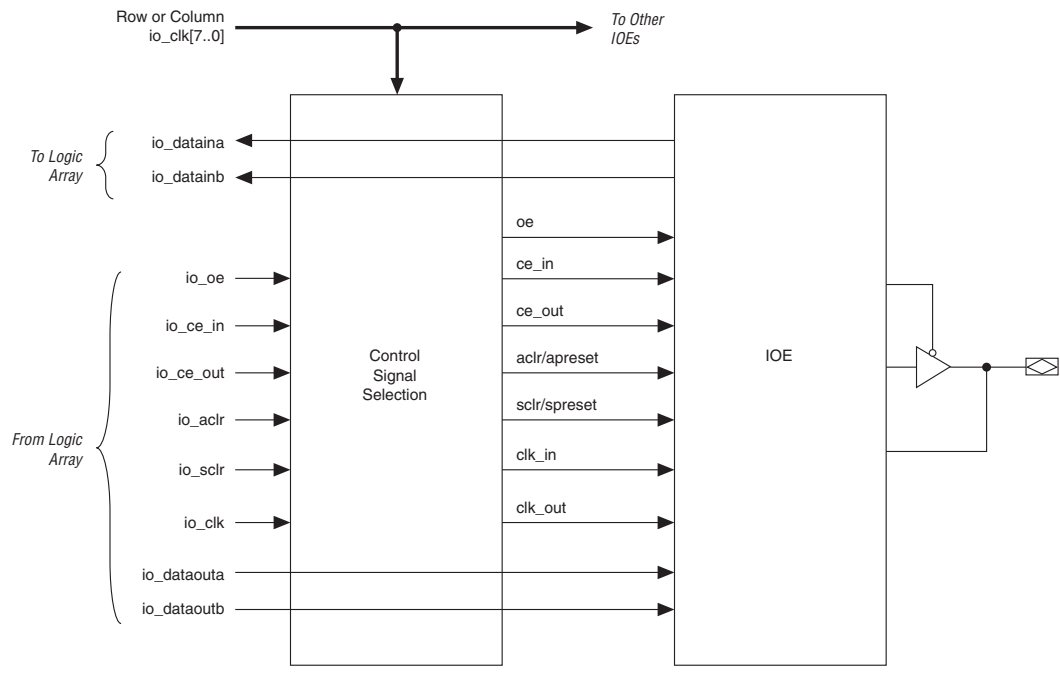 Row or Column
io_clk[7..0]
To Other
IOEs
To Logic
Array
io_dataina
io_datainb
oe
ce_in
ce_out
aclr/apreset
sclr/spreset
clk_in
clk_out
From Logic
Array
io_oe
io_ce_in
io_ce_out
io_aclr
io_sclr
io_clk
io_dataouta
io_dataoutb
Control
Signal
Selection
IOE